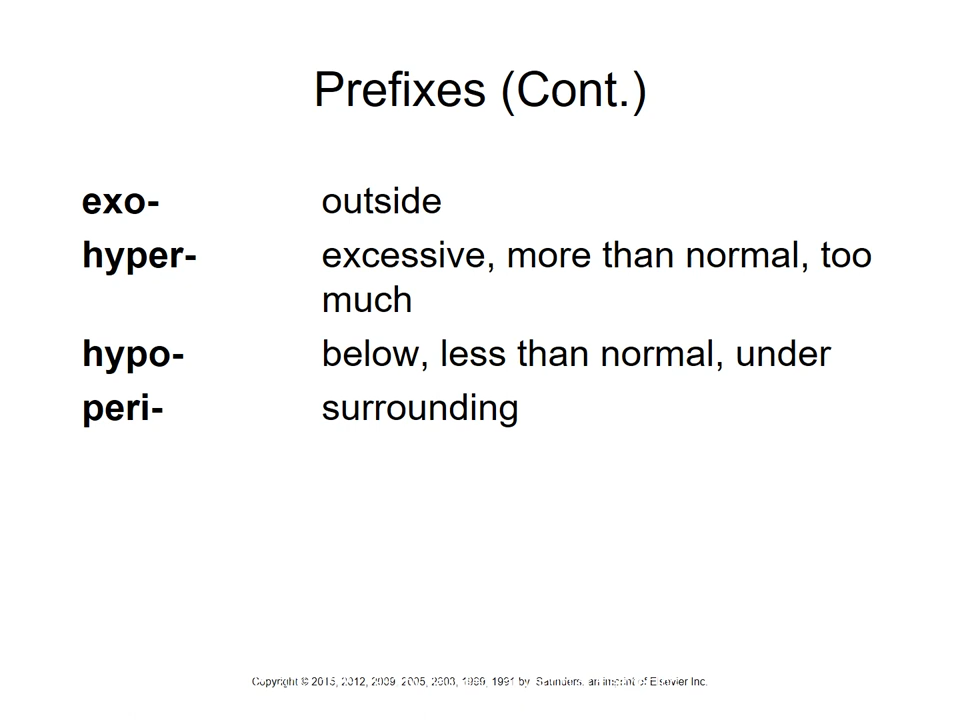 Prefixes (Cont.)
exo- outside
hyper- excessive, more than normal, too
much
hypo- below, less than normal, under
peri- surrounding
Copyright © 2015, 2012, 2009, 2005, 2003, 1999, 1991 by Saunders, an imprint of Elsevier Inc.